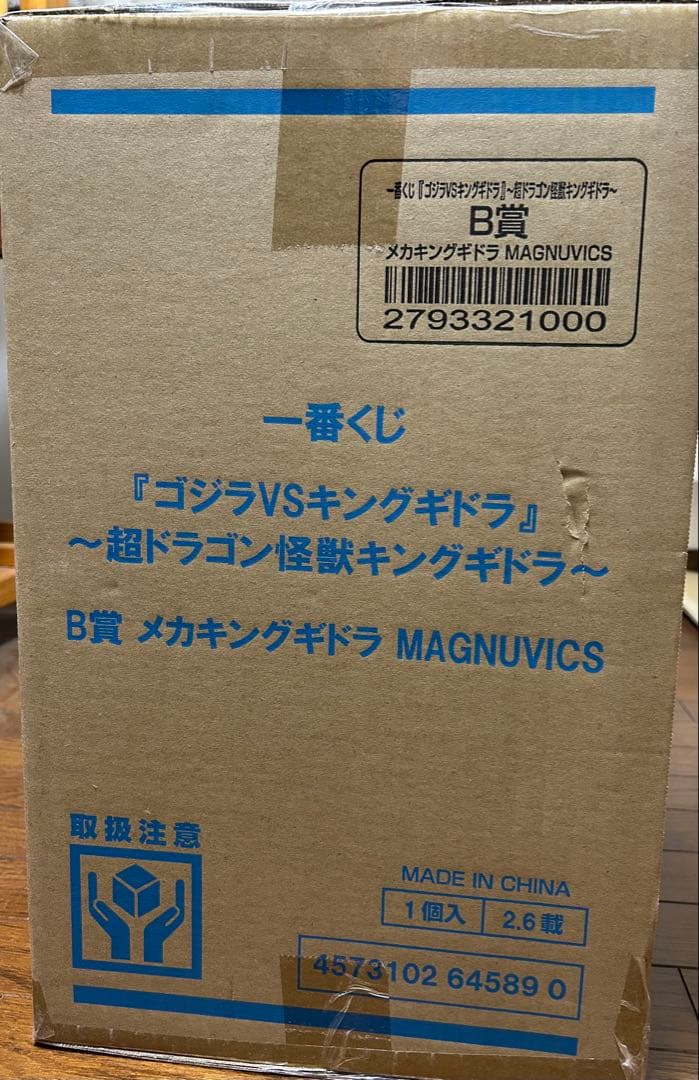 一番くじ『ゴジラVSキングギドラ』~超ドラゴン怪獣キングギドラ~
B賞
メカキングギドラ MAGNUVICS
2793321000
一番くじ
『ゴジラVSキングギドラ』
~超ドラゴン怪獣キングギドラ~
B賞 メカキングギドラ MAGNUVICS
取扱注意
MADE IN CHINA
1個入 2.6載
4573102 64589 0